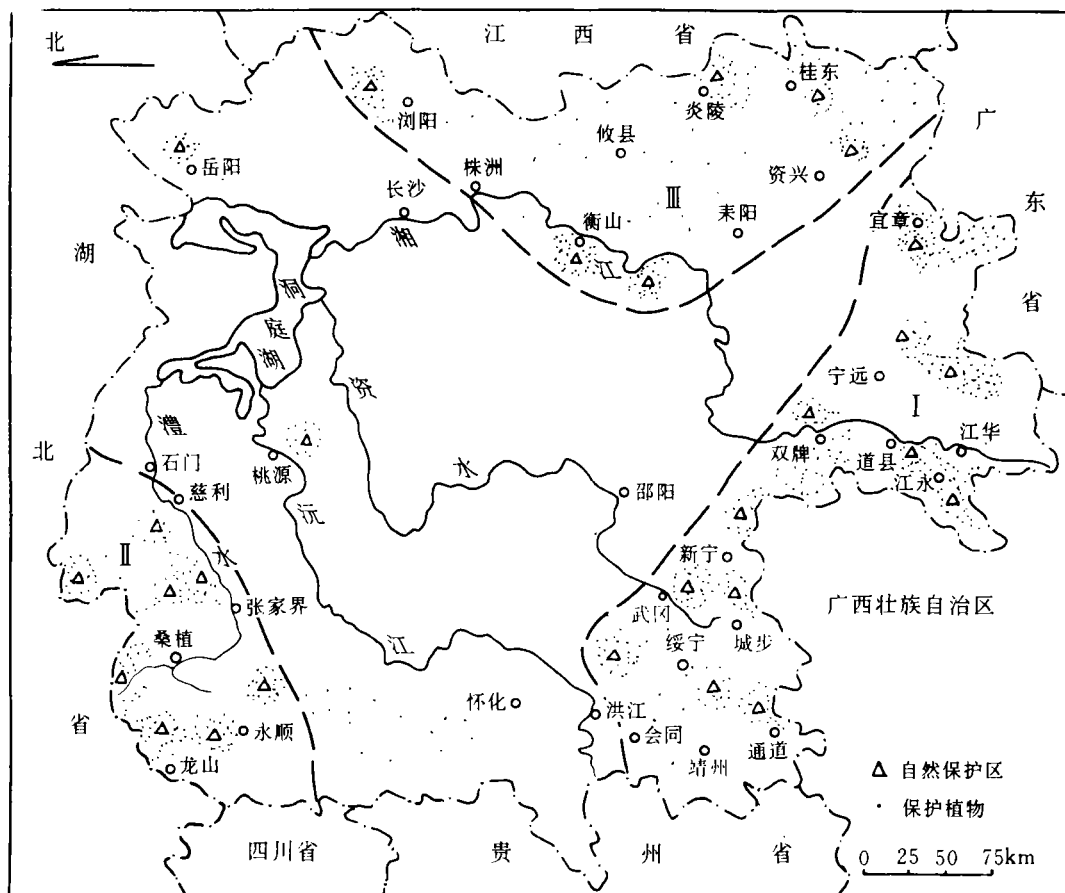 北
江西省
桂东
炎陵
浏阳
广
岳阳
攸县
株洲
资兴
长沙
Ⅲ
东
湘
衡山
耒阳
宜章
湖
江
洞
省
庭
湖
资
宁远
澧
Ⅰ
北
石门
桃源
双牌
道县
江华
水
江永
慈利
沅
邵阳
Ⅱ
水
新宁
张家界
武冈
广西壮族自治区
桑植
江
绥宁
城步
省
怀化
洪江
永顺
会同
通道
龙山
靖州
自然保护区
保护植物
四川省
贵州省
0 25 50 75km